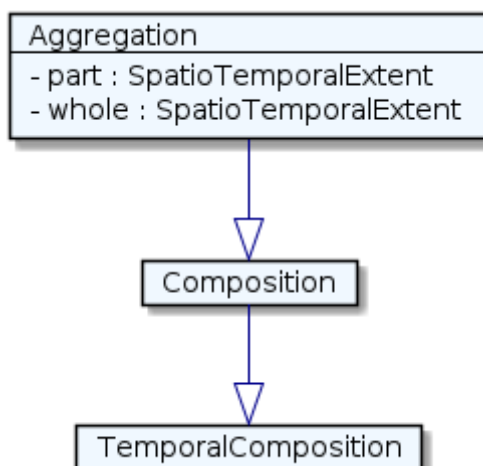 Aggregation
- part : SpatioTemporalExtent
- whole : SpatioTemporalExtent
Composition
TemporalComposition